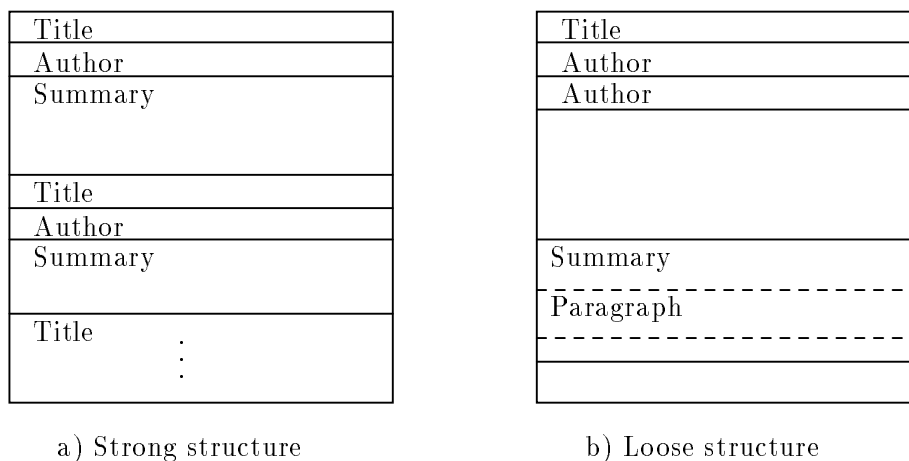 Title
Author
Summary
Title
Author
Summary
Title
a) Strong structure
Title
Author
Author
Summary
Paragraph
b) Loose structure